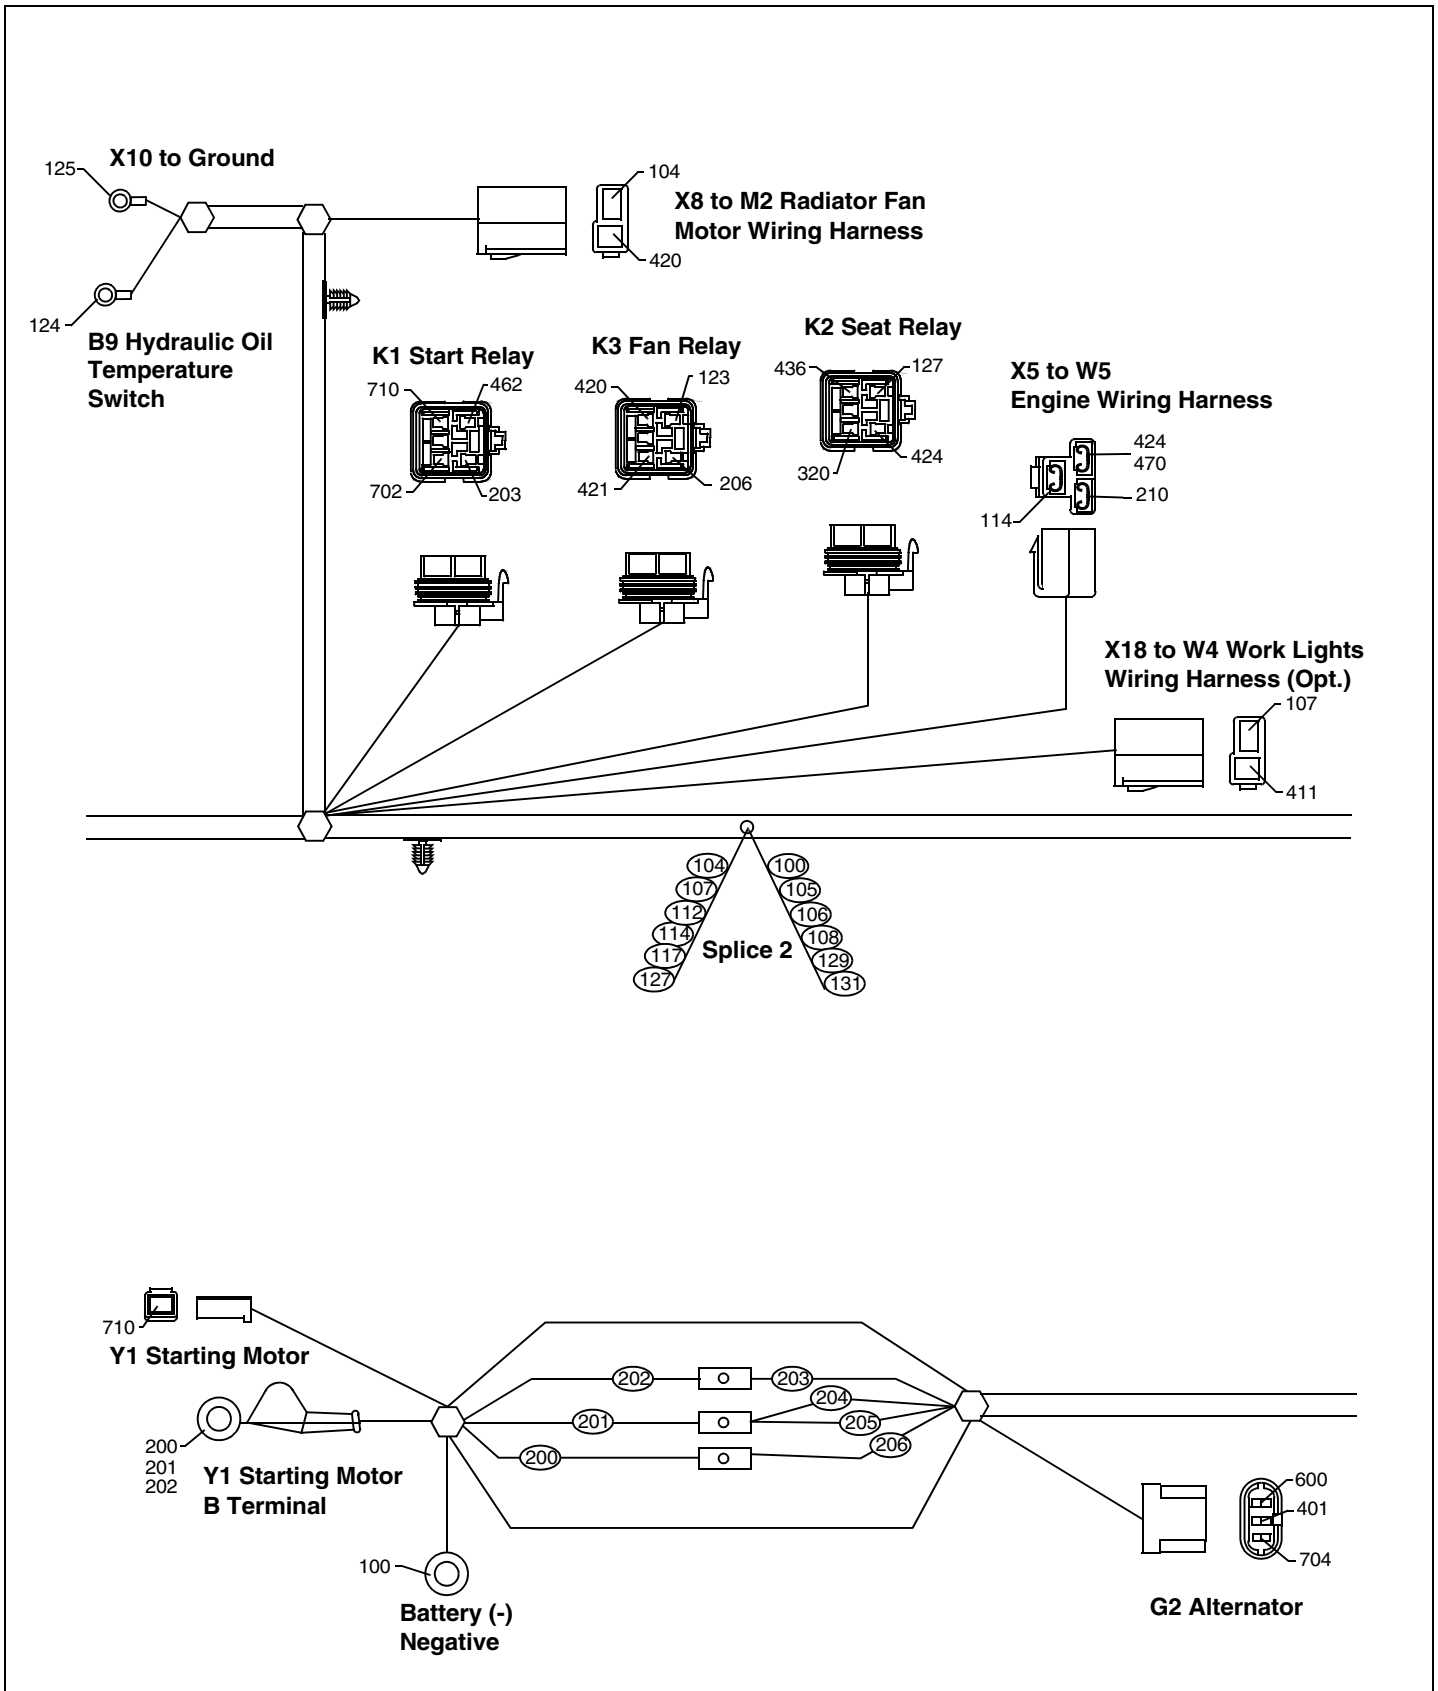 X10 to Ground
125
104
X8 to M2 Radiator Fan
Motor Wiring Harness
420
124
B9 Hydraulic Oil
Temperature
Switch
K1 Start Relay
710
462
702
203
K3 Fan Relay
420
123
421
206
K2 Seat Relay
436
127
320
424
X5 to W5
Engine Wiring Harness
424
470
210
114
X18 to W4 Work Lights
Wiring Harness (Opt.)
107
411
104
107
112
114
117
127
Splice 2
100
105
106
108
129
131
710
Y1 Starting Motor
202
203
204
201
205
200
206
200
201
202
Y1 Starting Motor
B Terminal
100
Battery (-)
Negative
600
401
704
G2 Alternator